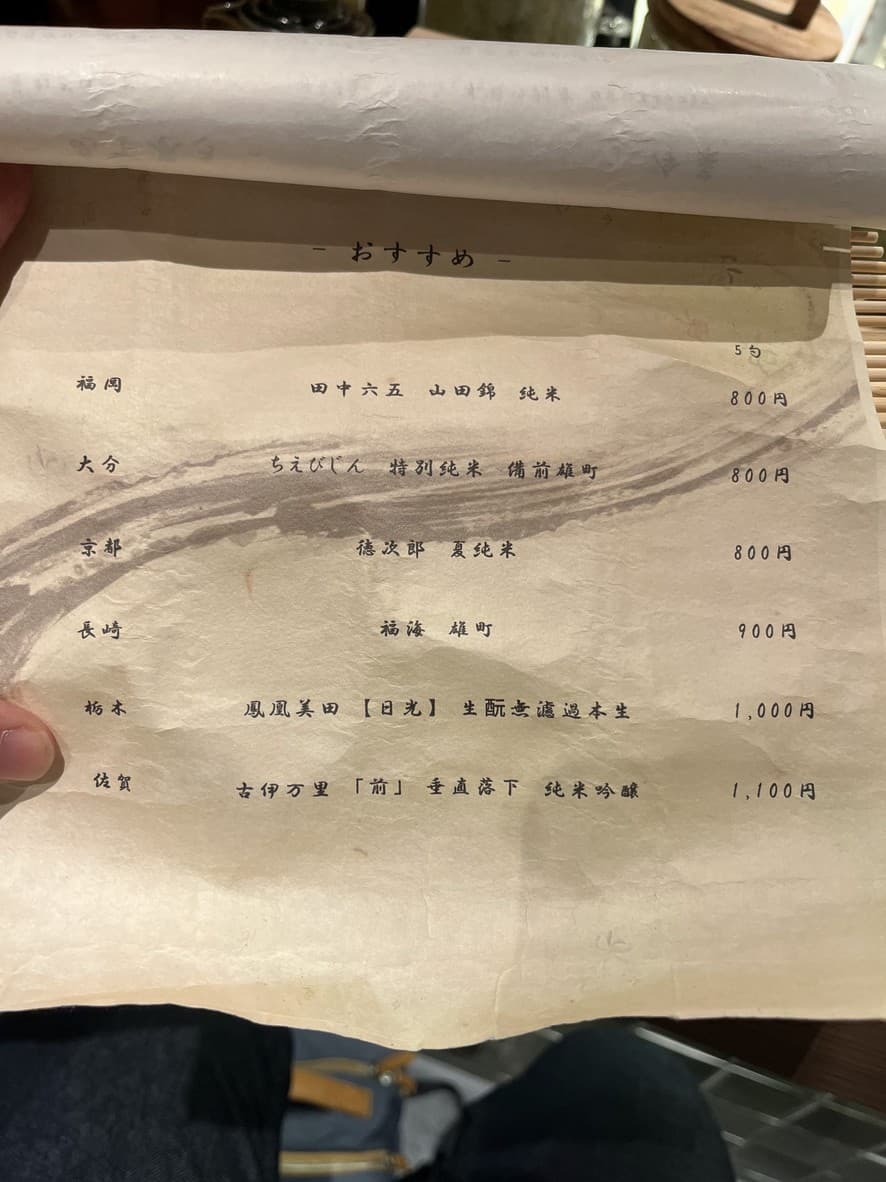 - おすすめ -
5勺
福岡 田中六五 山田錦 純米 800円
大分 ちえびじん 特別純米 備前雄町 800円
京都 徳次郎 夏純米 800円
長崎 福海 雄町 900円
栃木 鳳凰美田 【日光】 生酛無濾過本生 1,000円
佐賀 古伊万里 「前」 垂直落下 純米吟醸 1,100円